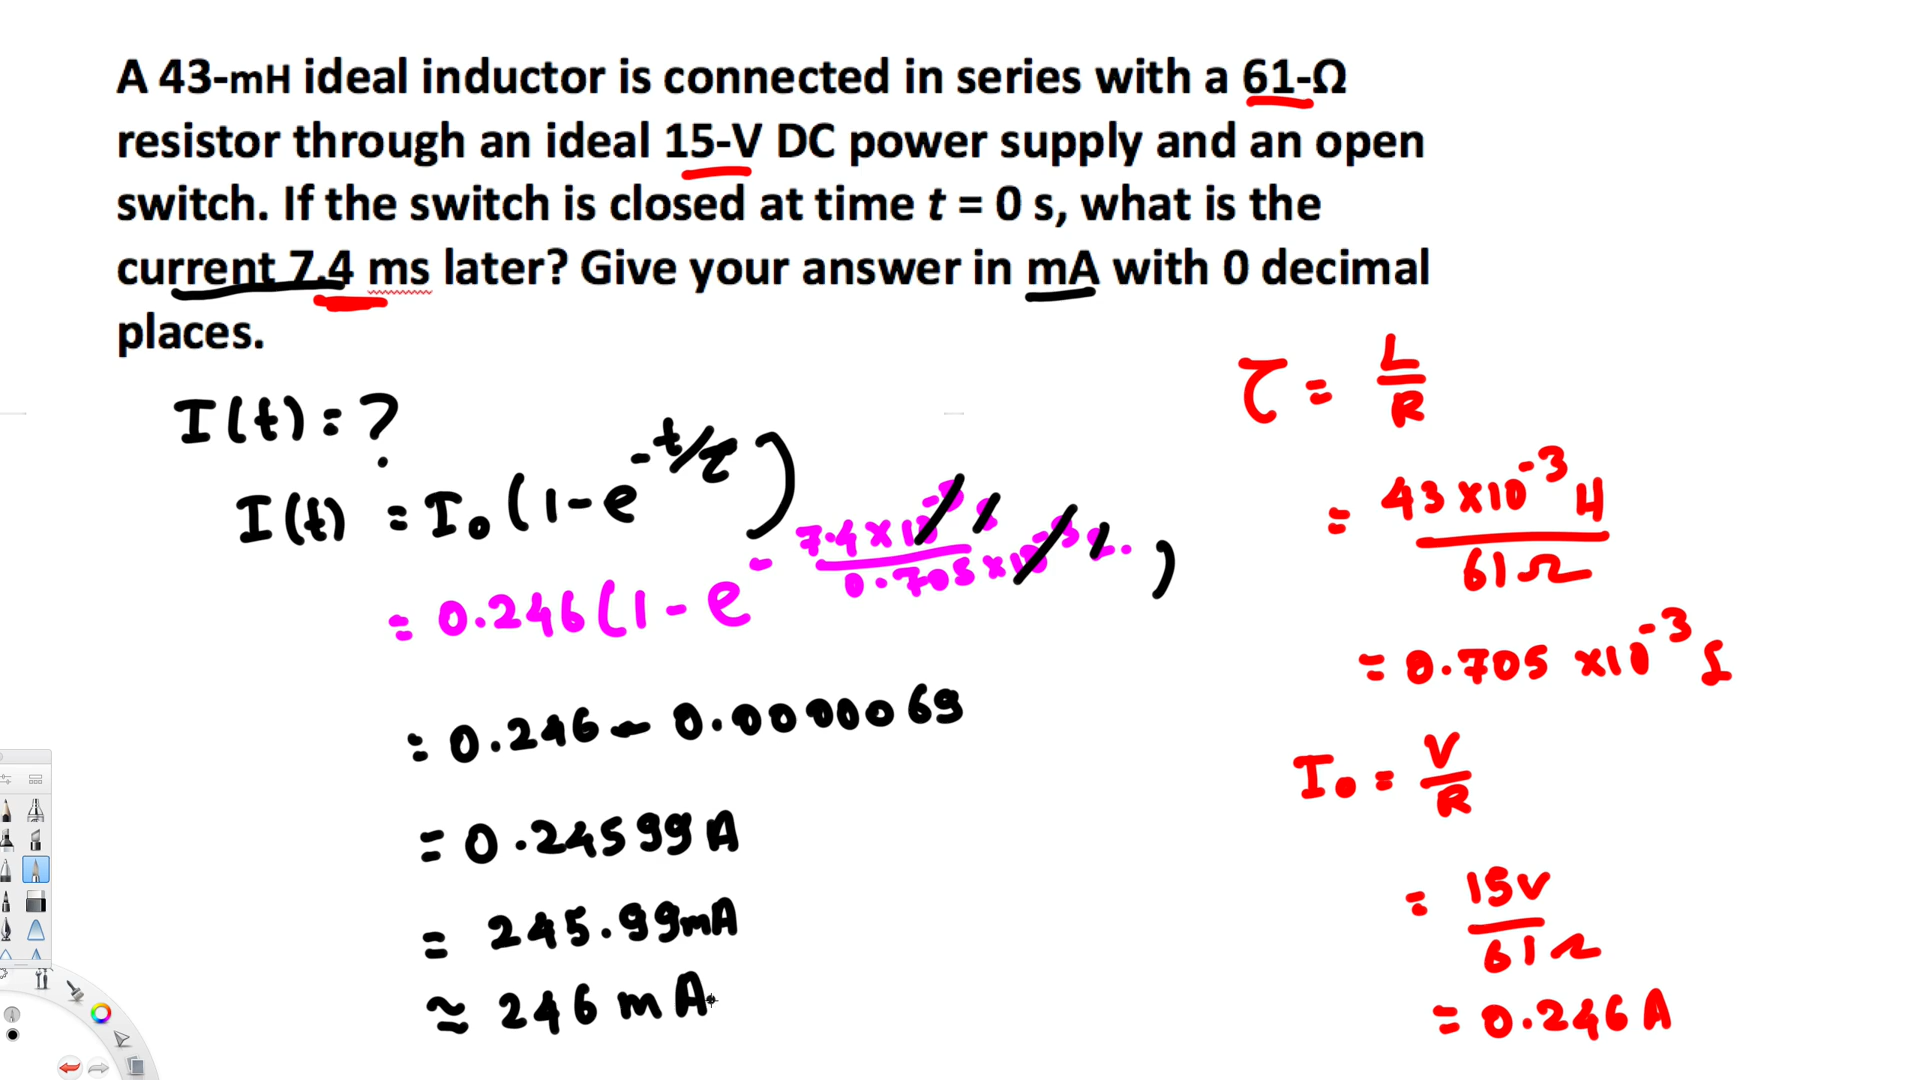 A 43-mH ideal inductor is connected in series with a 61-Ω
resistor through an ideal 15-V DC power supply and an open
switch. If the switch is closed at time t = 0 s, what is the
current 7.4 ms later? Give your answer in mA with 0 decimal
places.
I(t) = ?
I(t) = I₀ (1 - e^(-t/τ))
= 0.246 (1 - e^(- 7.4 × 10⁻³ s / 0.705 × 10⁻³ s))
= 0.246 - 0.0000069
= 0.24599 A
= 245.99 mA
≈ 246 mA
τ = L/R
= 43 × 10⁻³ H / 61 Ω
= 0.705 × 10⁻³ s
I₀ = V/R
= 15V / 61 Ω
= 0.246 A